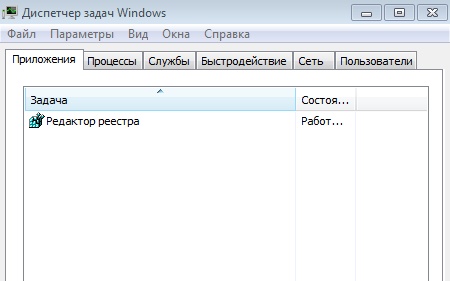 Диспетчер задач Windows
Файл Параметры Вид Окна Справка
Приложения Процессы Службы Быстродействие Сеть Пользователи
Задача Состоя...
Редактор реестра Работ...